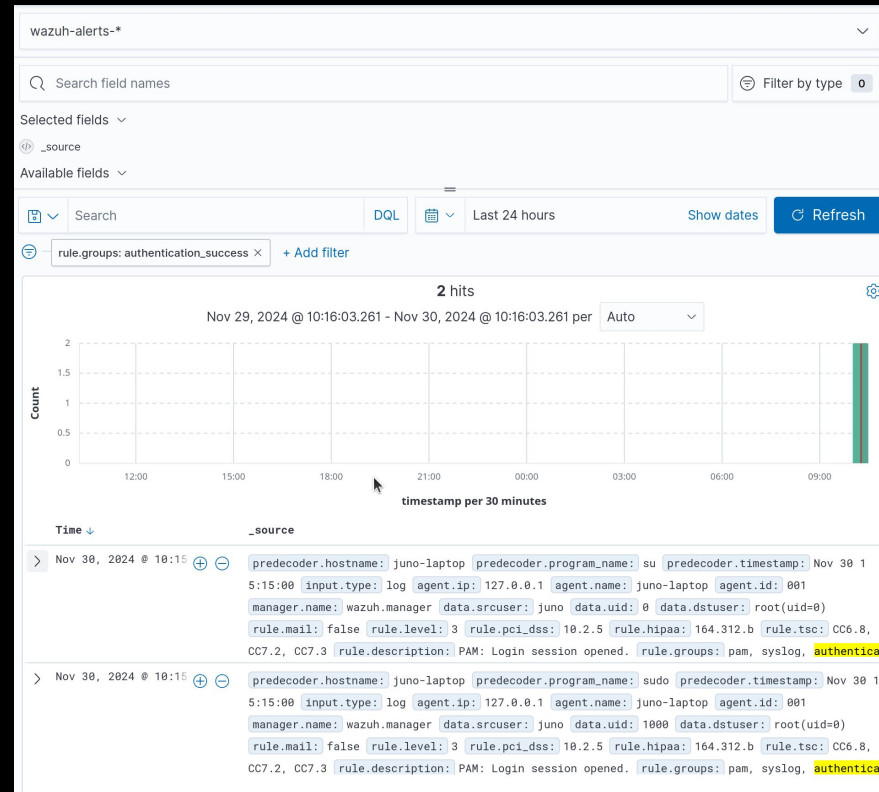 wazuh-alerts-*
Search field names
Filter by type 0
Selected fields
_source
Available fields
Search DQL Last 24 hours Show dates Refresh
rule.groups: authentication_success × + Add filter
2 hits
Nov 29, 2024 @ 10:16:03.261 - Nov 30, 2024 @ 10:16:03.261 per Auto
2
1.5
1
0.5
0
Count
12:00 15:00 18:00 21:00 00:00 03:00 06:00 09:00
timestamp per 30 minutes
Time _source
Nov 30, 2024 @ 10:15 predecoder.hostname: juno-laptop predecoder.program_name: su predecoder.timestamp: Nov 30 1
5:15:00 input.type: log agent.ip: 127.0.0.1 agent.name: juno-laptop agent.id: 001
manager.name: wazuh.manager data.srcuser: juno data.uid: 0 data.dstuser: root(uid=0)
rule.mail: false rule.level: 3 rule.pci_dss: 10.2.5 rule.hipaa: 164.312.b rule.tsc: CC6.8,
CC7.2, CC7.3 rule.description: PAM: Login session opened. rule.groups: pam, syslog, authentica
Nov 30, 2024 @ 10:15 predecoder.hostname: juno-laptop predecoder.program_name: sudo predecoder.timestamp: Nov 30 1
5:15:00 input.type: log agent.ip: 127.0.0.1 agent.name: juno-laptop agent.id: 001
manager.name: wazuh.manager data.srcuser: juno data.uid: 1000 data.dstuser: root(uid=0)
rule.mail: false rule.level: 3 rule.pci_dss: 10.2.5 rule.hipaa: 164.312.b rule.tsc: CC6.8,
CC7.2, CC7.3 rule.description: PAM: Login session opened. rule.groups: pam, syslog, authentica